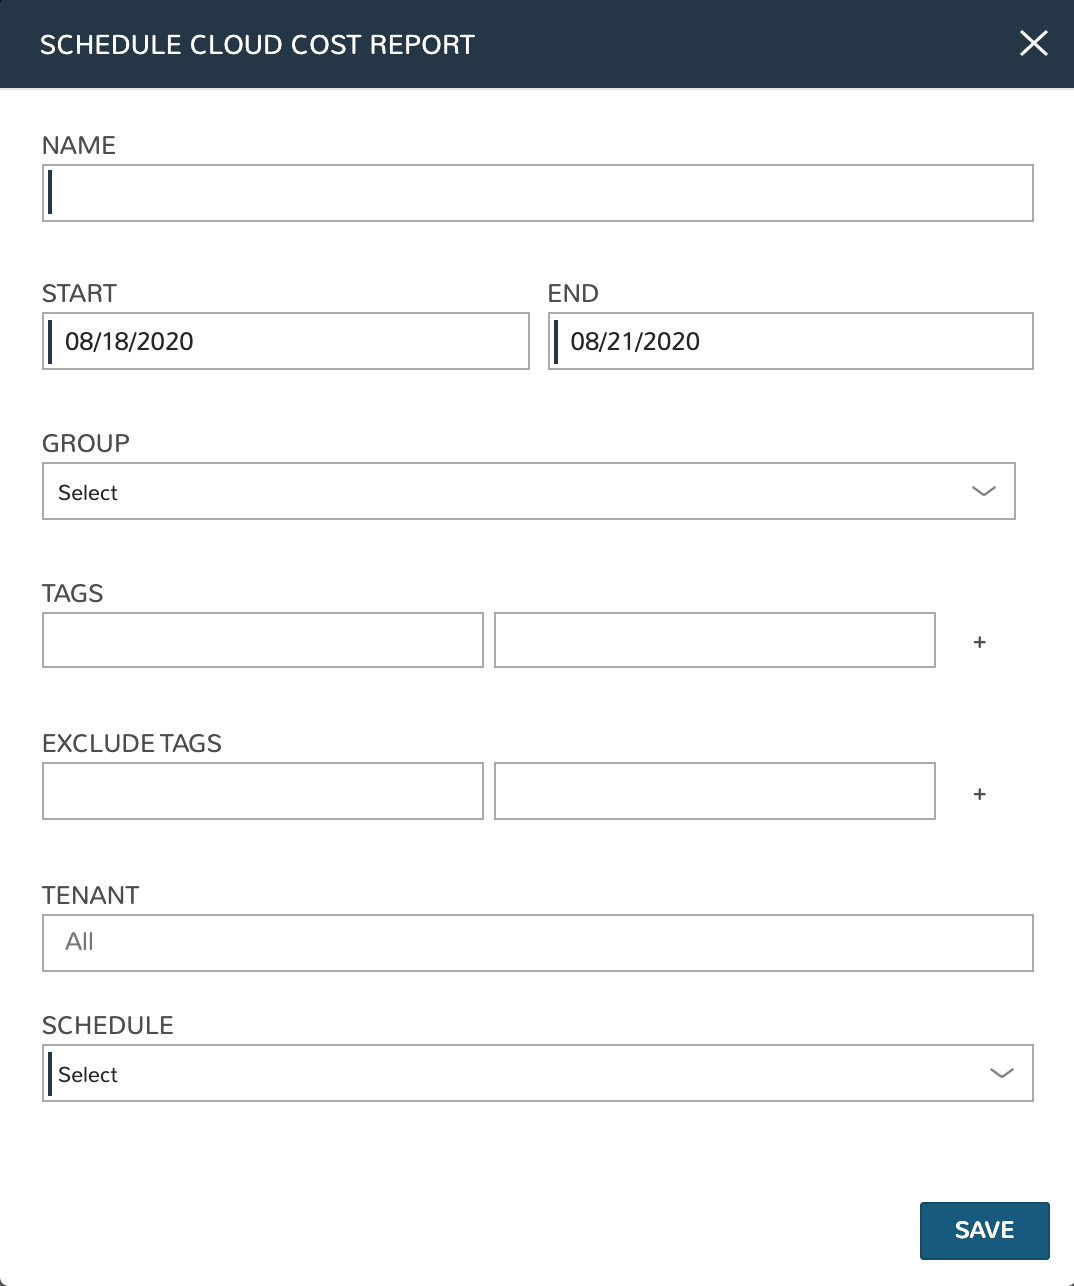 SCHEDULE CLOUD COST REPORT
NAME
START END
08/18/2020 08/21/2020
GROUP
Select
TAGS
+
EXCLUDE TAGS
+
TENANT
All
SCHEDULE
Select
SAVE